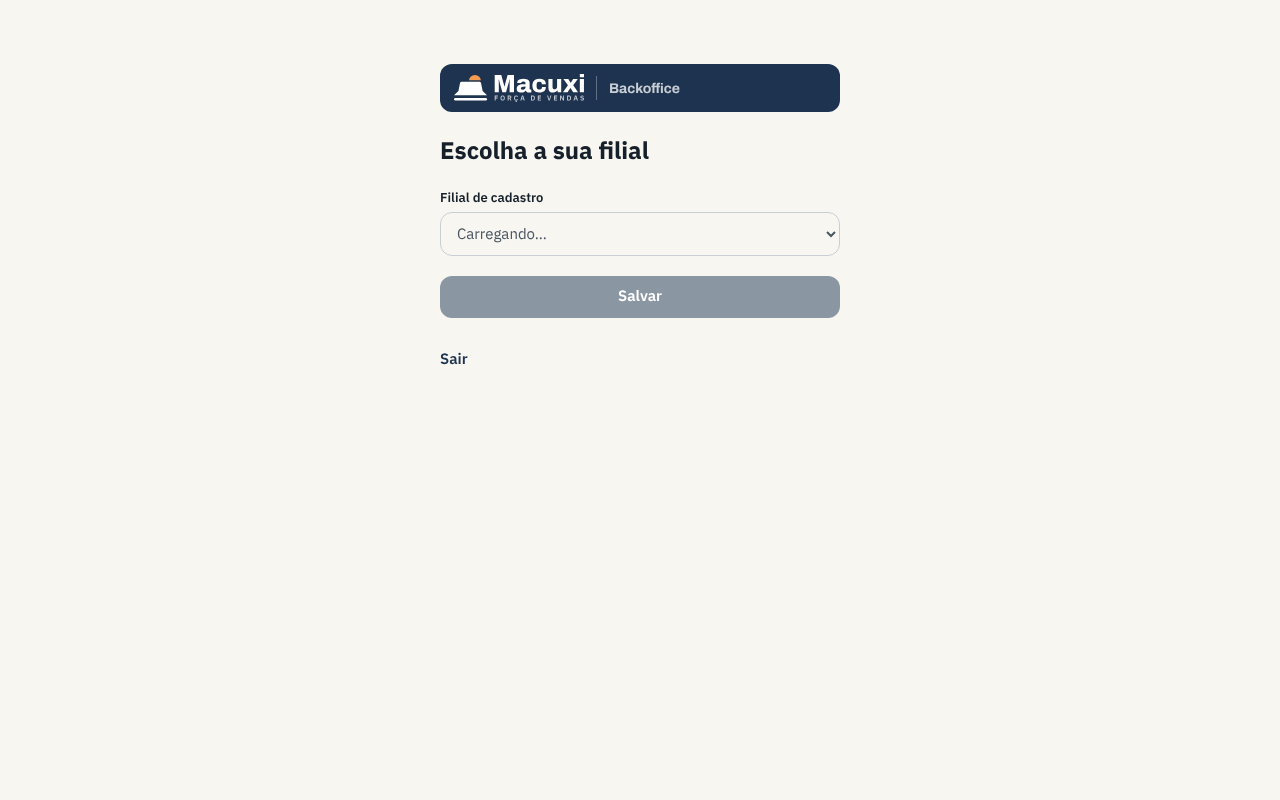 Macuxi
FORÇA DE VENDAS
Backoffice
Escolha a sua filial
Filial de cadastro
Carregando...
Salvar
Sair